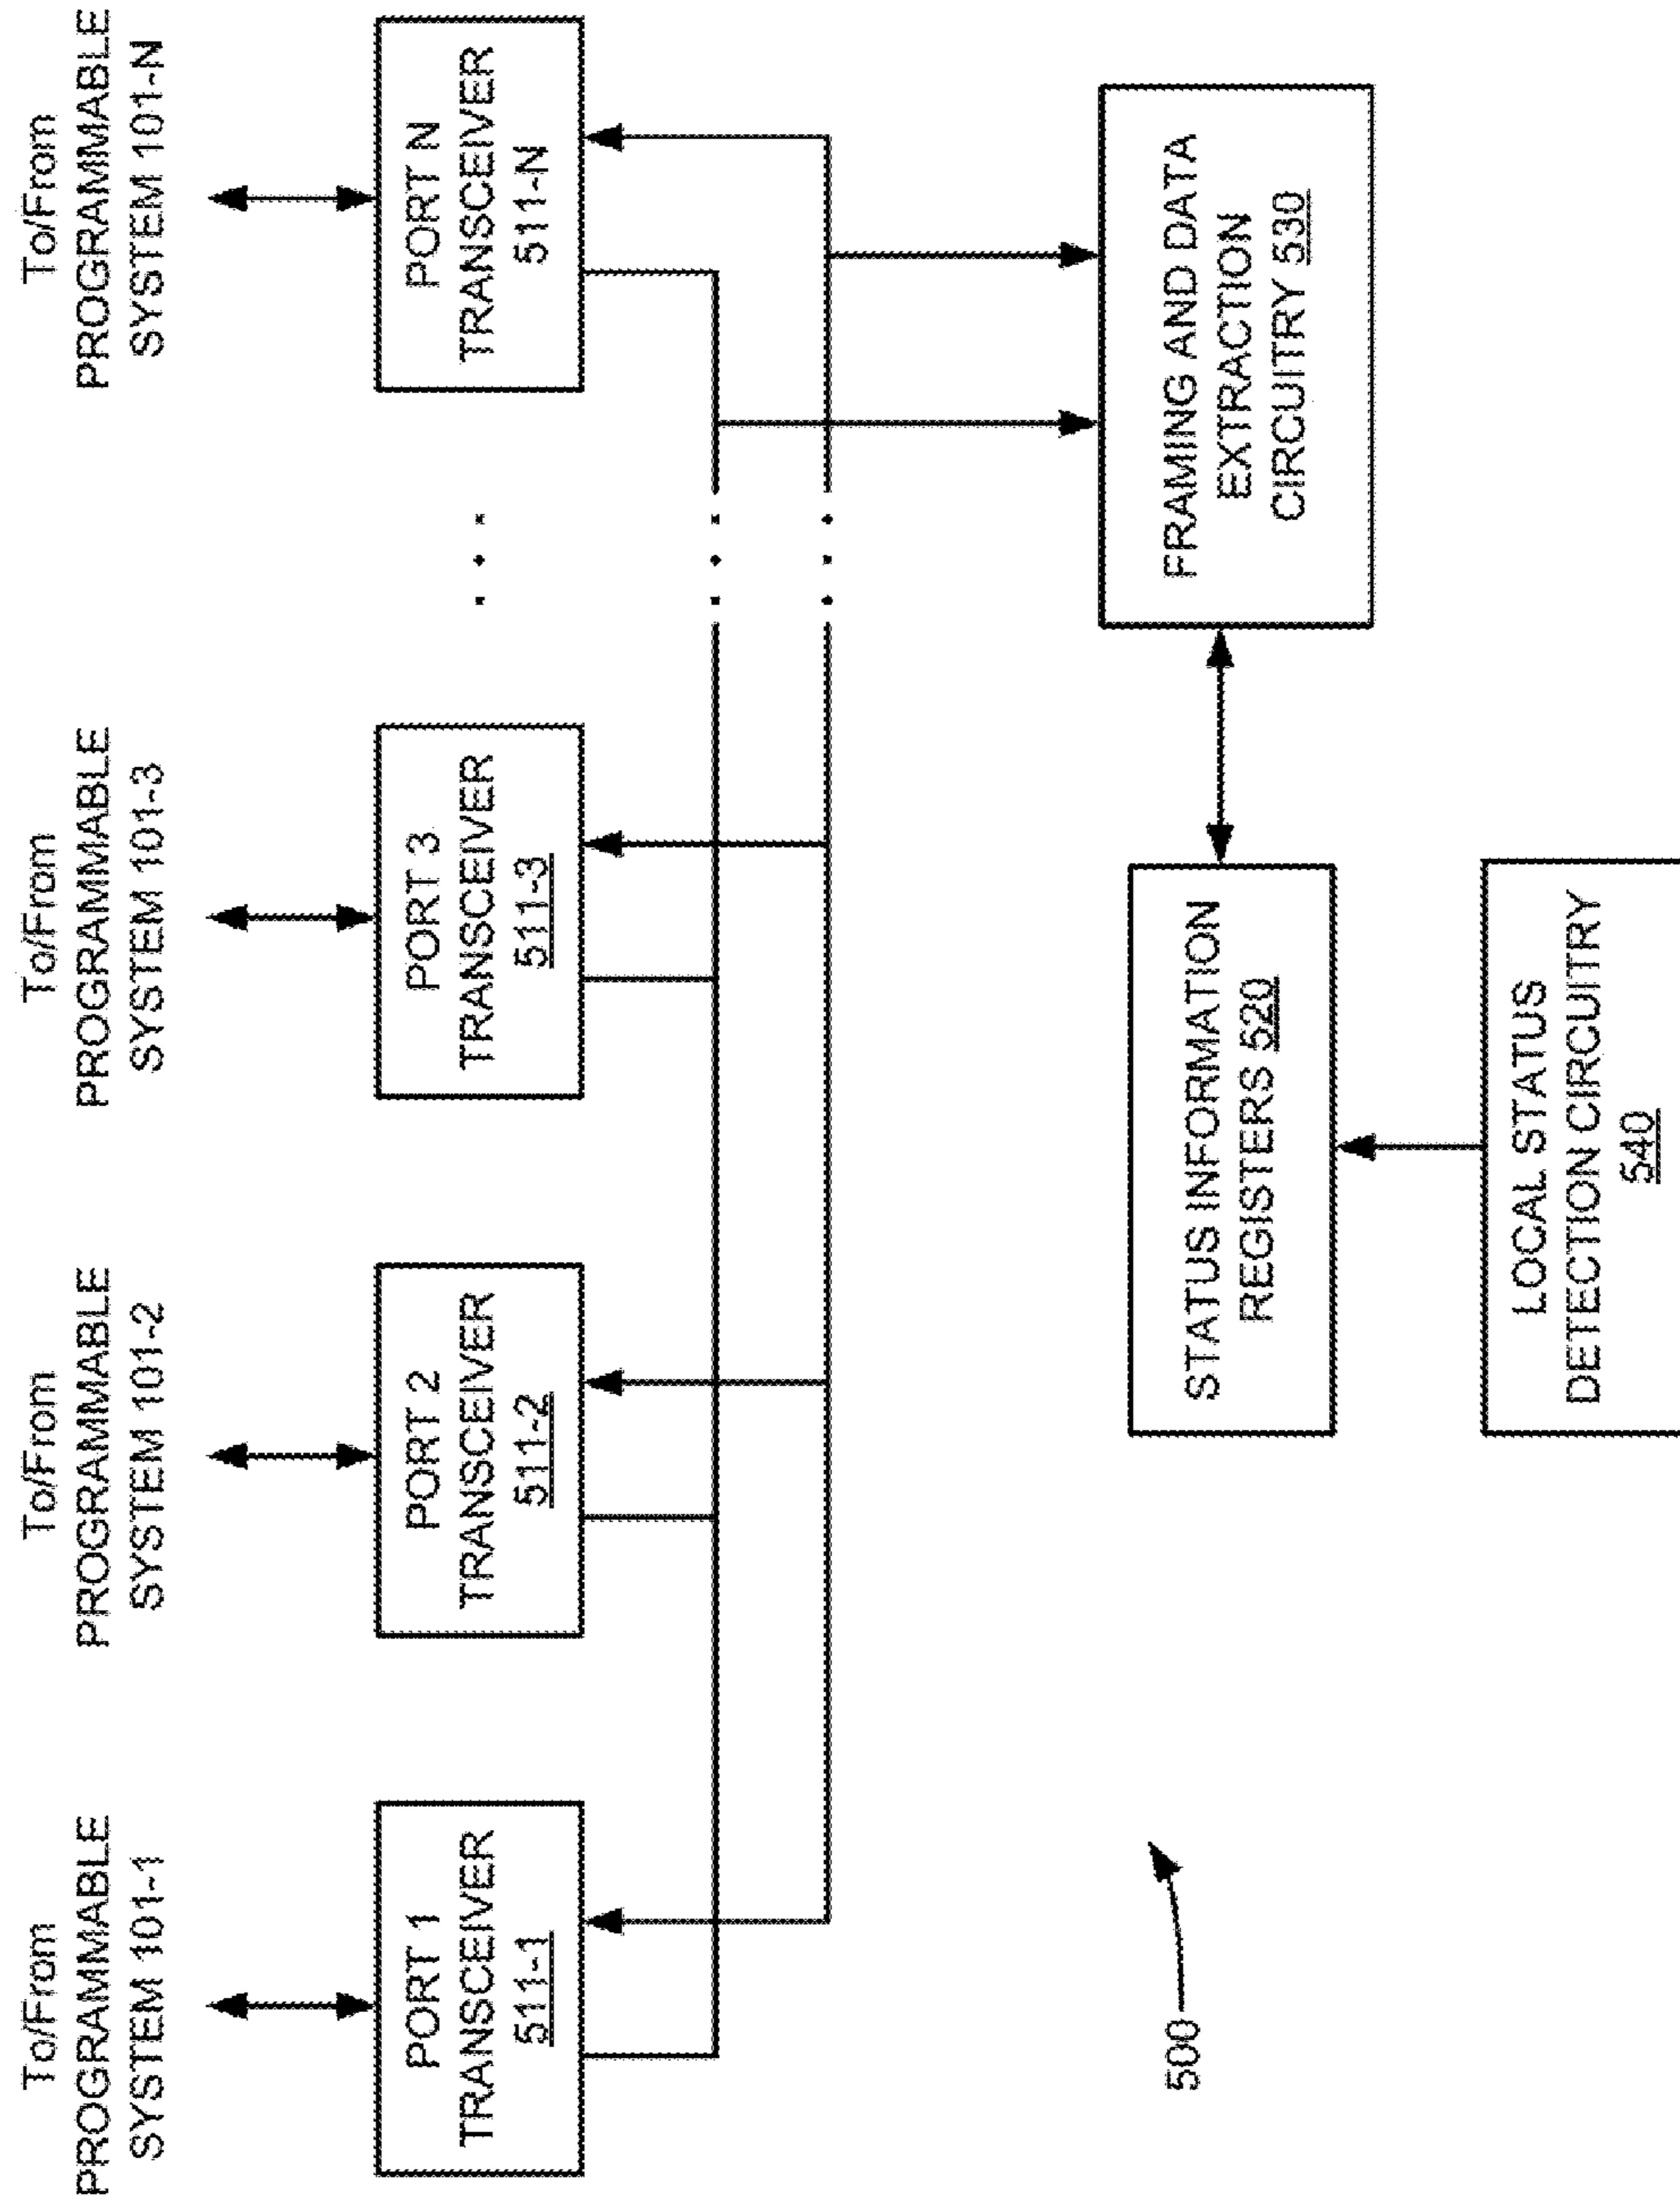 To/From
PROGRAMMABLE
SYSTEM 101-1
To/From
PROGRAMMABLE
SYSTEM 101-2
To/From
PROGRAMMABLE
SYSTEM 101-3
To/From
PROGRAMMABLE
SYSTEM 101-N
PORT 1
TRANSCEIVER
511-1
PORT 2
TRANSCEIVER
511-2
PORT 3
TRANSCEIVER
511-3
PORT N
TRANSCEIVER
511-N
STATUS INFORMATION
REGISTERS 520
FRAMING AND DATA
EXTRACTION
CIRCUITRY 530
500
LOCAL STATUS
DETECTION CIRCUITRY
540